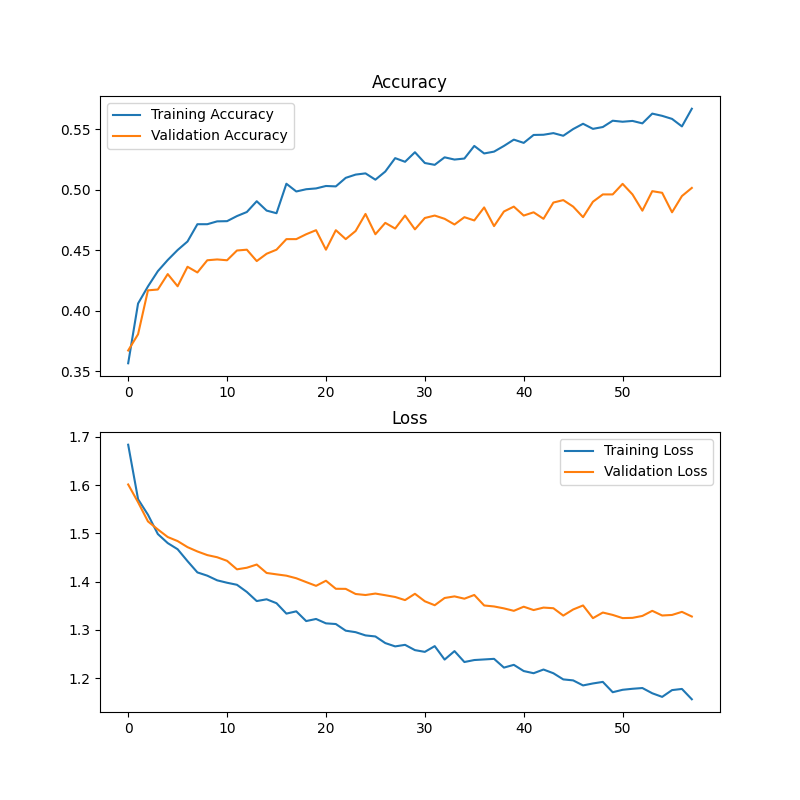 Accuracy
Training Accuracy
Validation Accuracy
0.55
0.50
0.45
0.40
0.35
0 10 20 30 40 50
Loss
Training Loss
Validation Loss
1.7
1.6
1.5
1.4
1.3
1.2
0 10 20 30 40 50